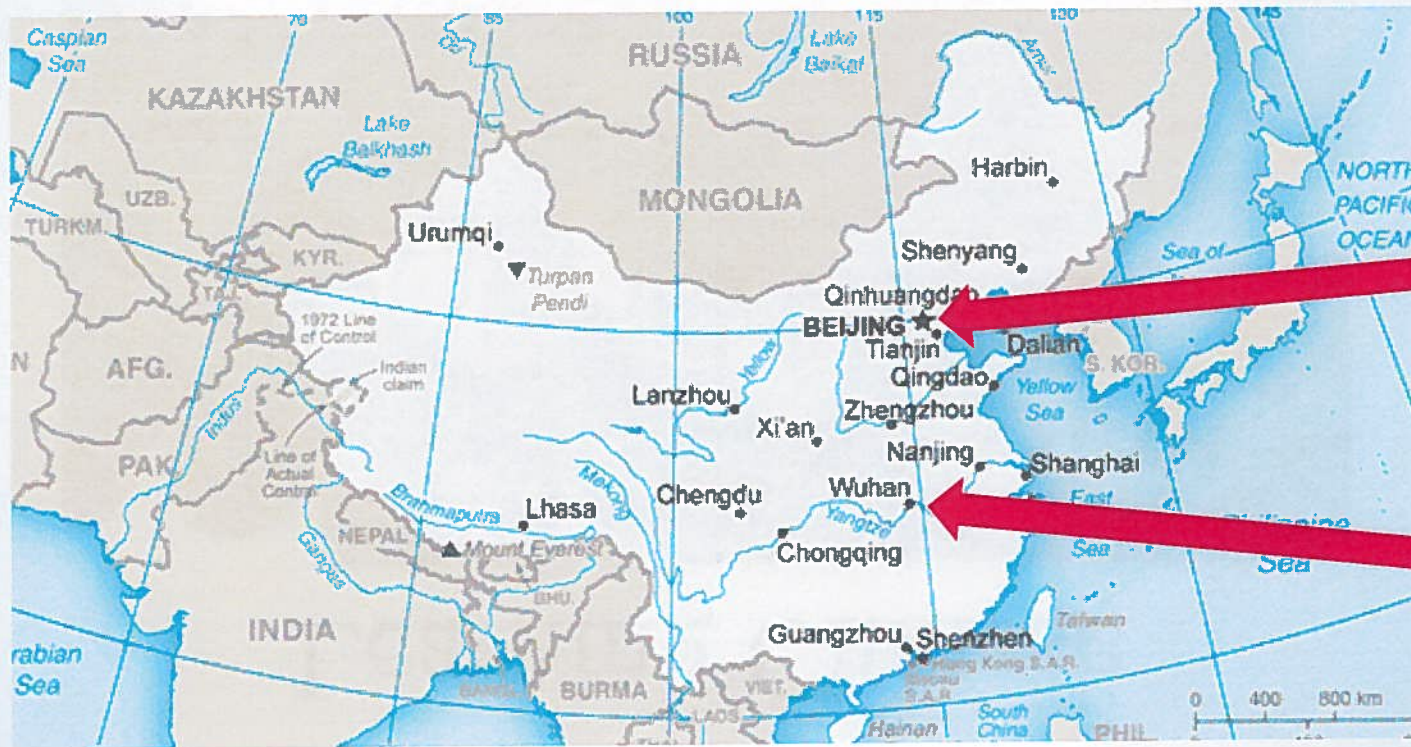 70
85
100
115
130
145
Caspian
Sea
RUSSIA
Lake
Baikal
Amur
KAZAKHSTAN
Lake
Balkhash
Harbin
NORTH
PACIFIC
OCEAN
MONGOLIA
UZB.
TURKM.
Urumqi
KYR.
Turpan
Pendi
Shenyang
Sea of
TAJ.
Qinhuangdao
1972 Line
of Control
BEIJING
Tianjin
Dalian
S. KOR.
AFG.
N
Indian
claim
Yellow
Lanzhou
Qingdao
Yellow
Sea
Zhengzhou
Indus
Xi'an
Nanjing
Shanghai
PAK.
Line of
Actual
Control
Mekong
Chengdu
Wuhan
East
Sea
Brahmaputra
Lhasa
Yangtze
Philippine
Sea
NEPAL
Mount Everest
Chongqing
Ganges
BHU.
INDIA
Guangzhou
Shenzhen
Taiwan
Hong Kong S.A.R.
Macau
S.A.R.
rabian
Sea
BURMA
VIET.
LAOS
Hainan
South
China
PHIL.
0 400 800 km